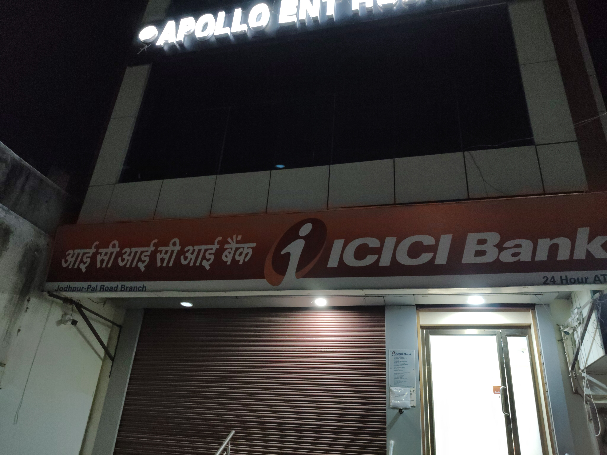 APOLLO ENT
आई सी आई सी आई बैंक ICICI Bank
Jodhpur-Pal Road Branch
24 Hour AT